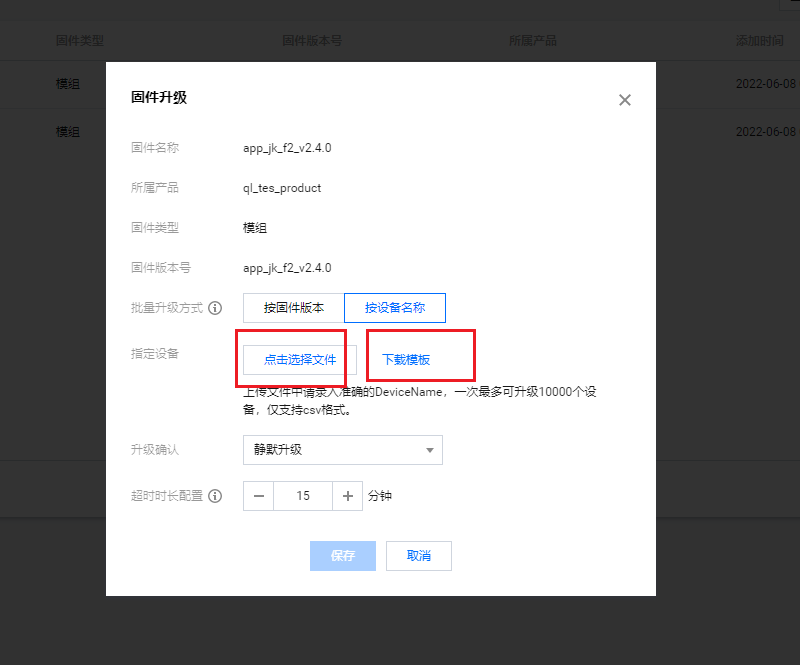 固件类型 固件版本号 所属产品 添加时间
模组 2022-06-08
模组 2022-06-08
固件升级
固件名称 app_jk_f2_v2.4.0
所属产品 ql_tes_product
固件类型 模组
固件版本号 app_jk_f2_v2.4.0
批量升级方式 按固件版本 按设备名称
指定设备 点击选择文件 下载模板
上传文件中请录入准确的DeviceName，一次最多可升级10000个设
备，仅支持csv格式。
升级确认 静默升级
超时时长配置 15 分钟
保存 取消